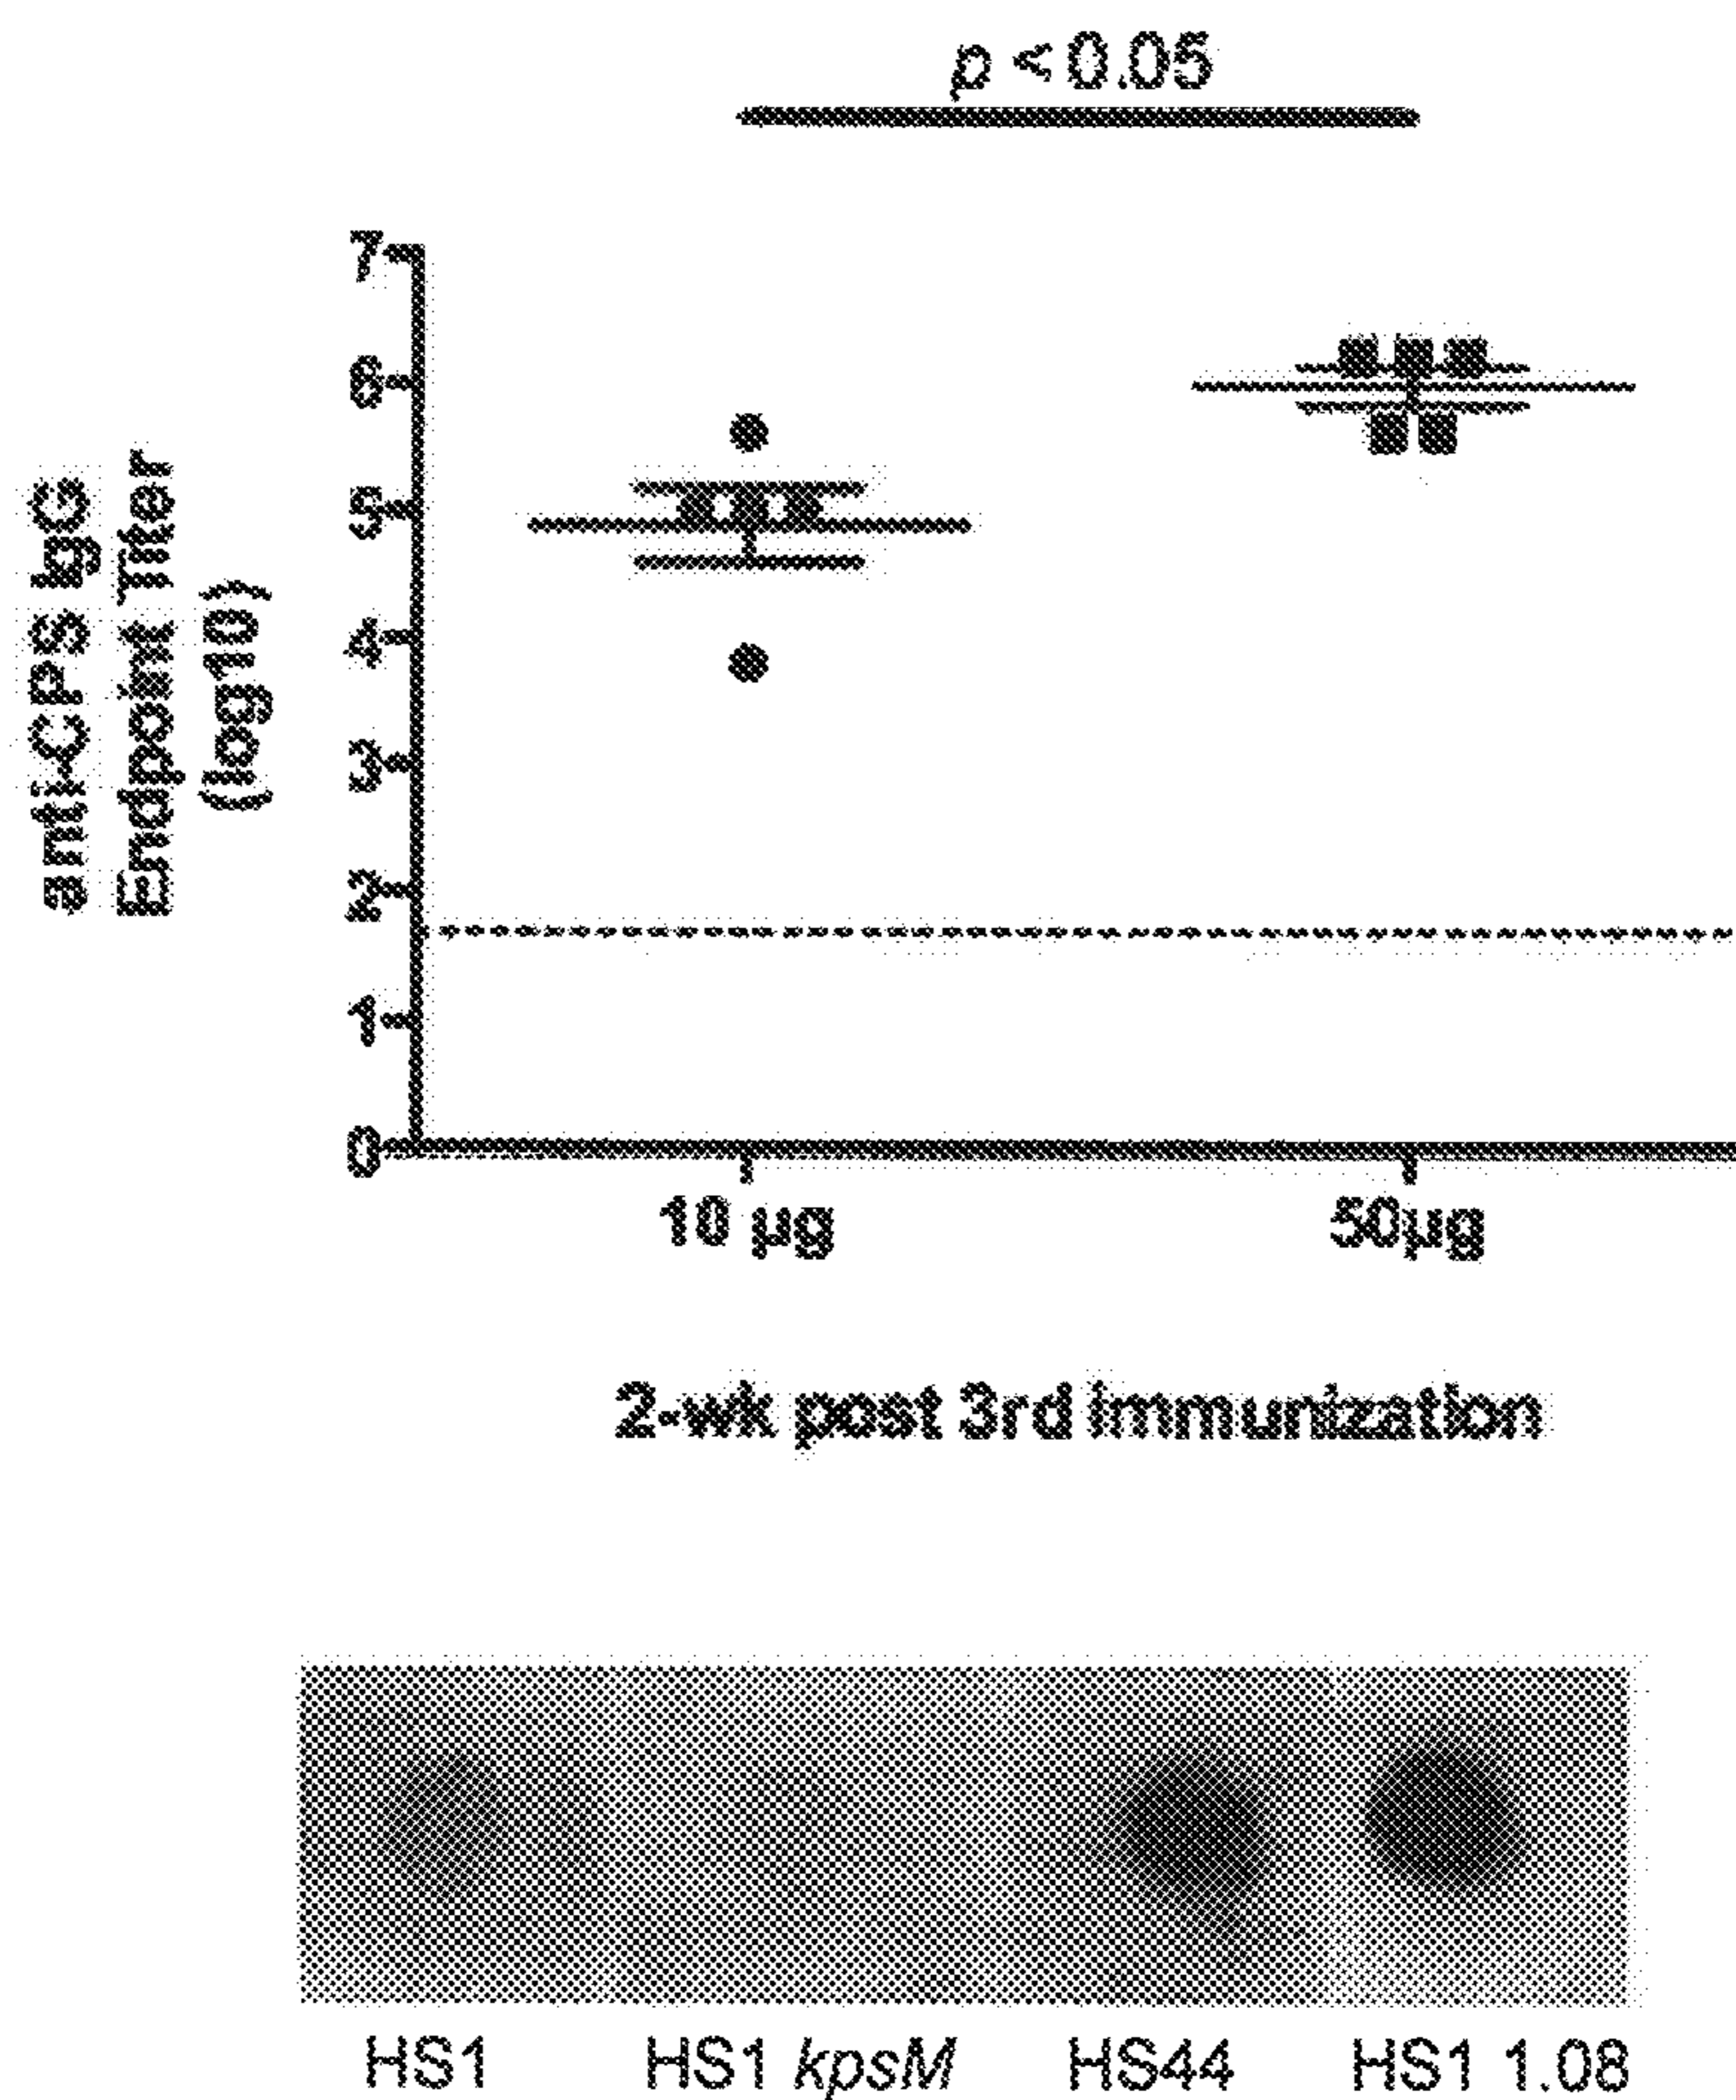 p < 0.05
anti-CPS IgG
Endpoint Titer
(log10)
7
6
5
4
3
2
1
0
10 µg
50µg
2-wk post 3rd immunization
HS1
HS1 kpsM
HS44
HS1 1.08